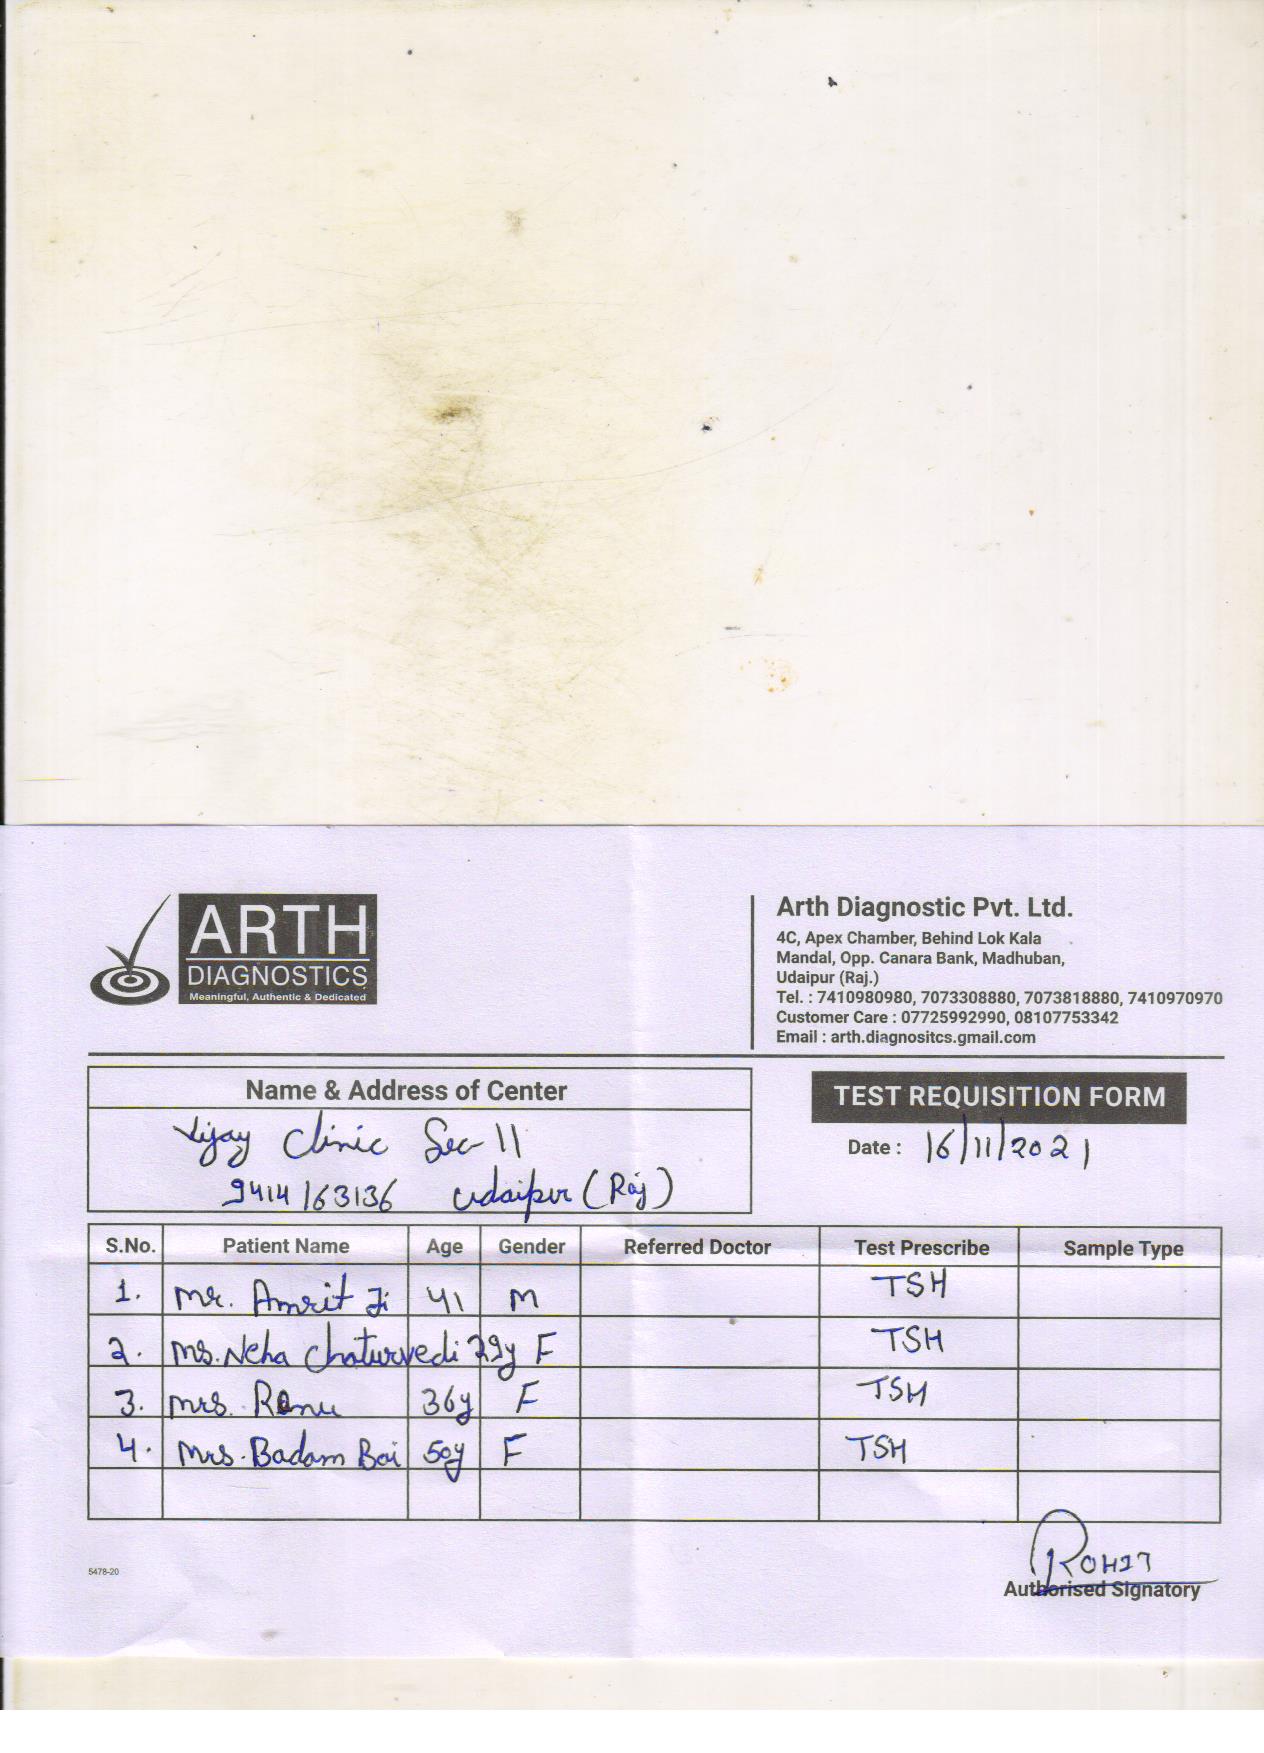 ARTH
DIAGNOSTICS
Meaningful, Authentic & Dedicated
Arth Diagnostic Pvt. Ltd.
4C, Apex Chamber, Behind Lok Kala
Mandal, Opp. Canara Bank, Madhuban,
Udaipur (Raj.)
Tel. : 7410980980, 7073308880, 7073818880, 7410970970
Customer Care : 07725992990, 08107753342
Email : arth.diagnositcs.gmail.com
Name & Address of Center
Vijay Clinic Sec-11
9414163136 Udaipur (Raj)
TEST REQUISITION FORM
Date : 16/11/2021
S.No. Patient Name Age Gender Referred Doctor Test Prescribe Sample Type
1. Mr. Amrit Ji 41 M TSH
2. Ms. Neha Chaturvedi 29y F TSH
3. Mrs. Renu 36y F TSH
4. Mrs. Badam Bai 50y F TSH
ROHIT
Authorised Signatory
5478-20